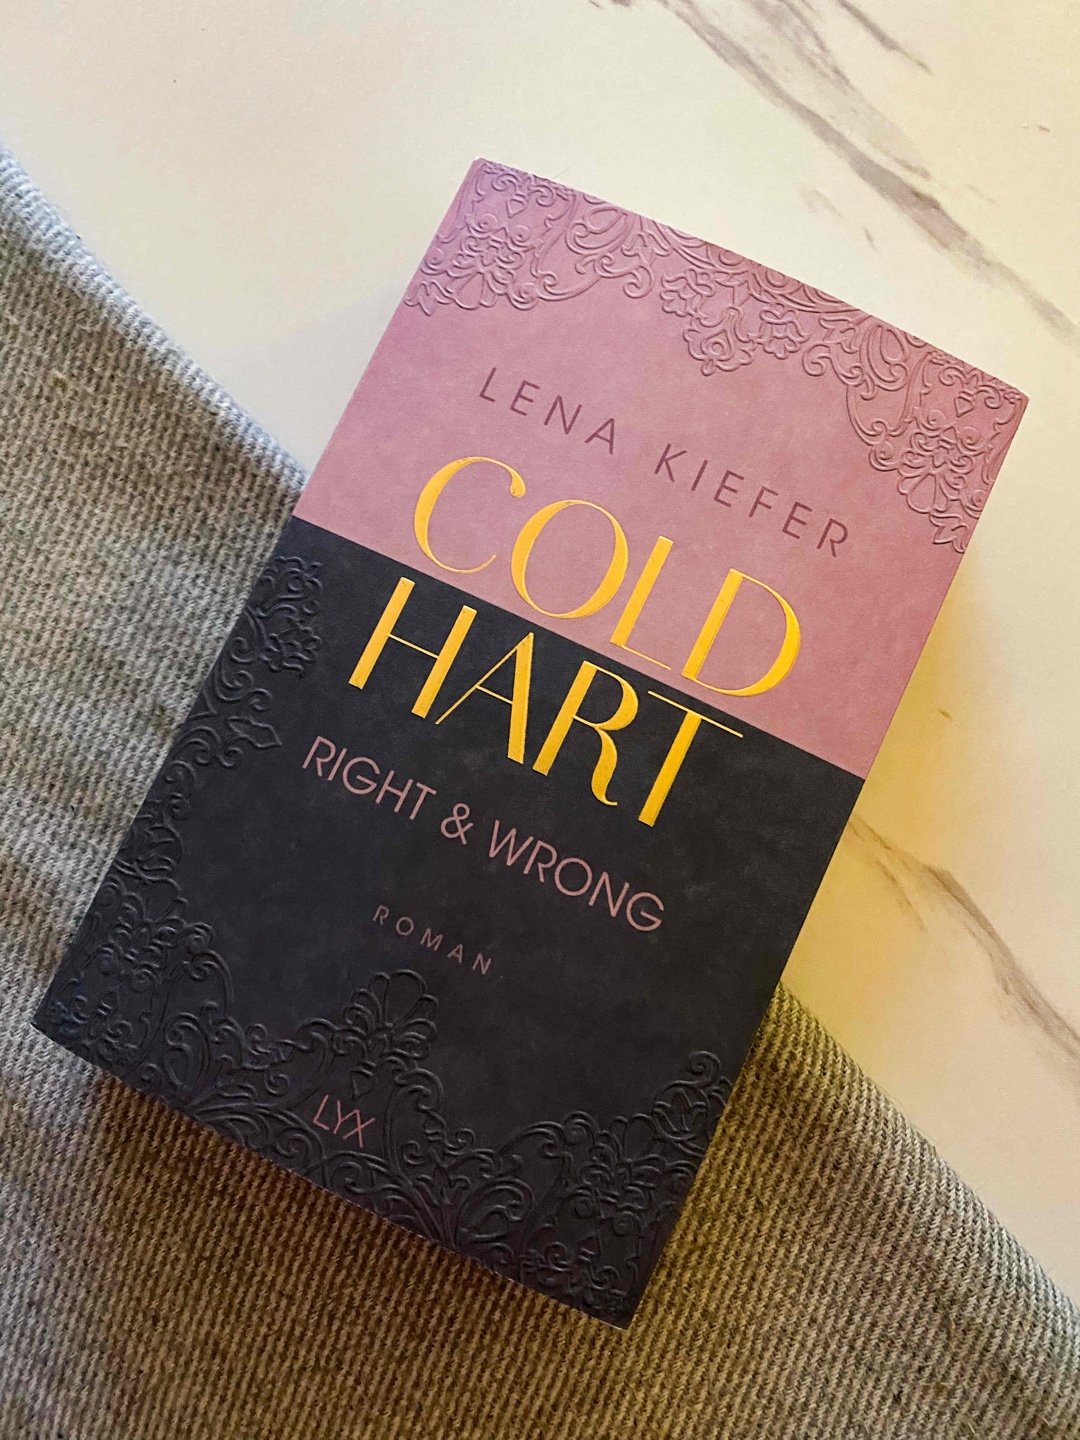 LENA KIEFER
COLD
HART
RIGHT & WRONG
ROMAN
LYX